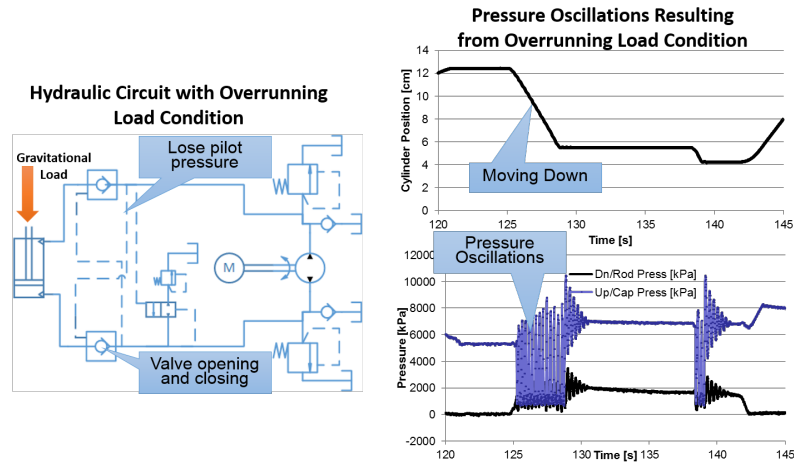 Hydraulic Circuit with Overrunning
Load Condition
Gravitational
Load
Lose pilot
pressure
M
Valve opening
and closing
Pressure Oscillations Resulting
from Overrunning Load Condition
Cylinder Position [cm]
14
12
10
8
6
4
2
0
Moving Down
120
125
130
135
140
145
Time [s]
Pressure
Oscillations
Dn/Rod Press [kPa]
Up/Cap Press [kPa]
Pressure [kPa]
12000
10000
8000
6000
4000
2000
0
-2000
120
125
130
135
140
145
Time [s]